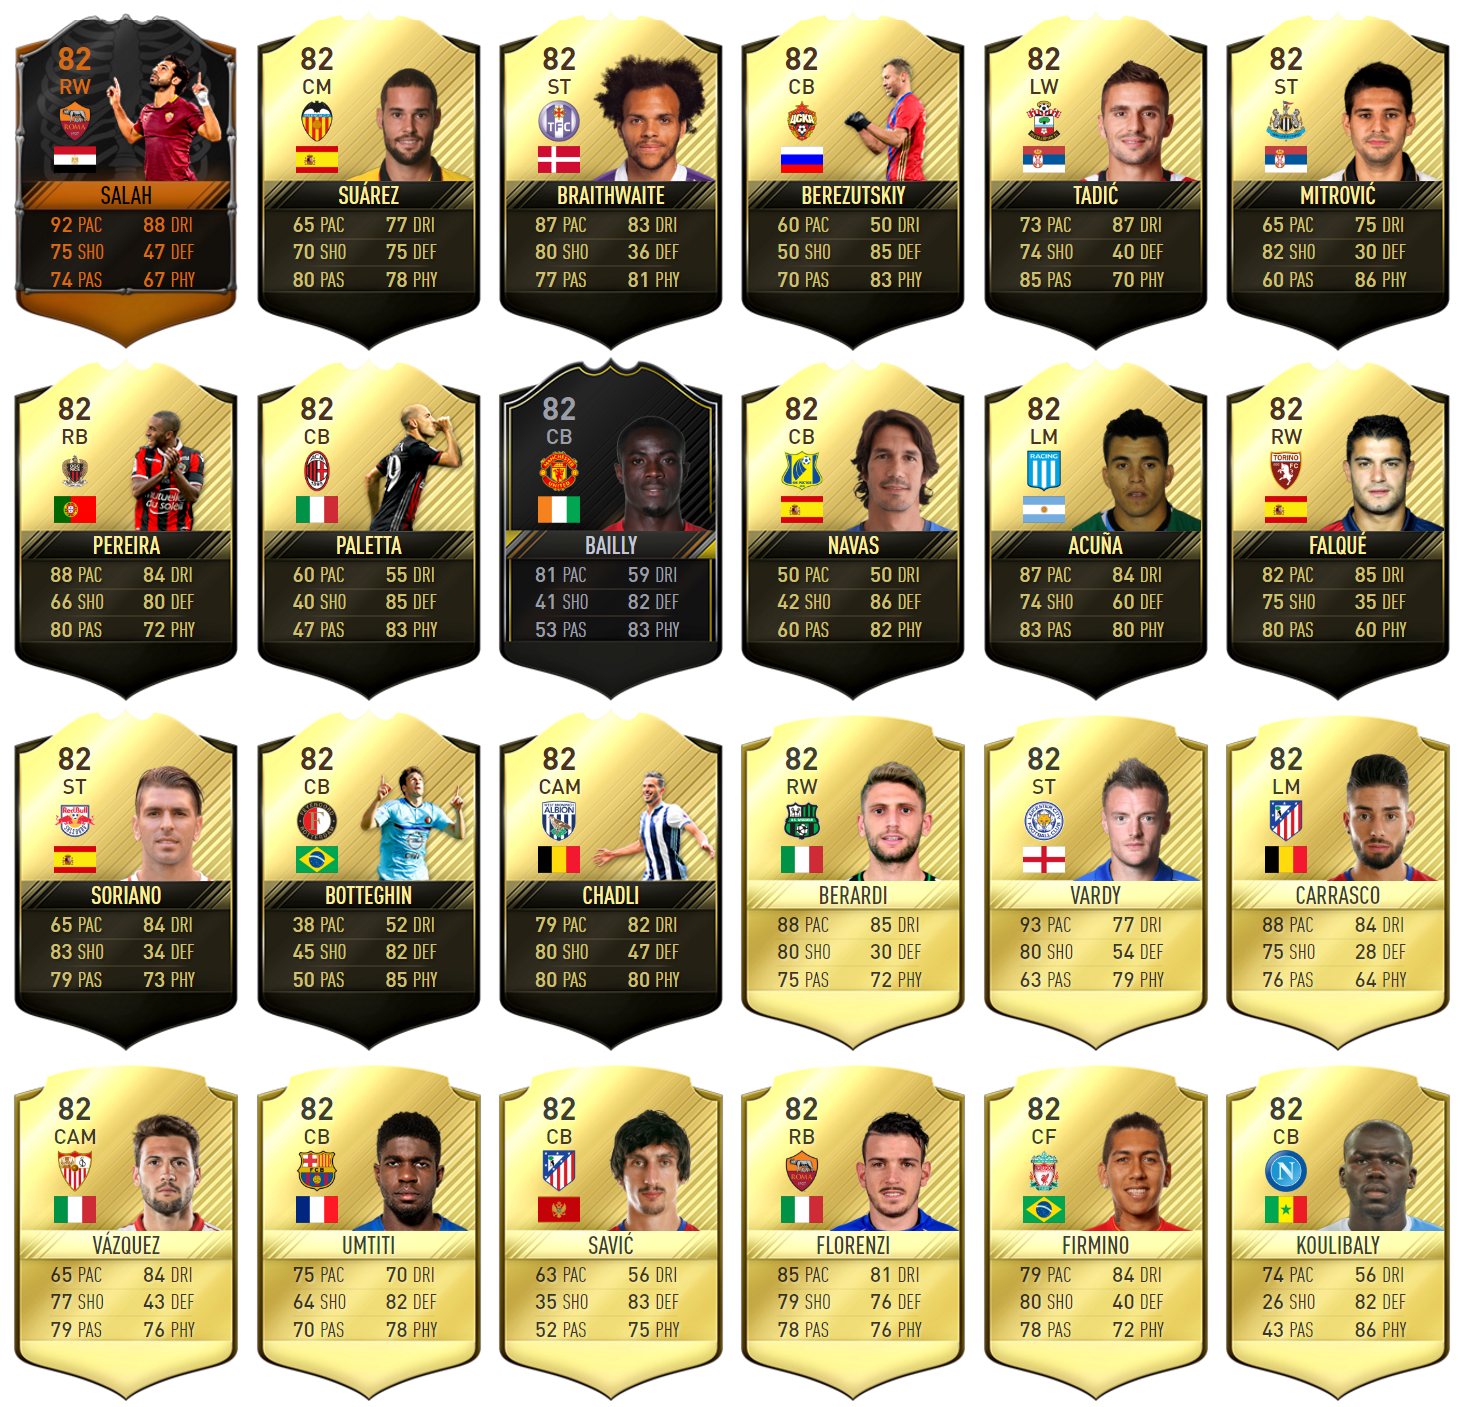 82
RW
ROMA
SALAH
92 PAC 88 DRI
75 SHO 47 DEF
74 PAS 67 PHY
82
CM
SUÁREZ
65 PAC 77 DRI
70 SHO 75 DEF
80 PAS 78 PHY
82
ST
TFC
BRAITHWAITE
87 PAC 83 DRI
80 SHO 36 DEF
77 PAS 81 PHY
82
CB
ЦСКА
BEREZUTSKIY
60 PAC 50 DRI
50 SHO 85 DEF
70 PAS 83 PHY
82
LW
TADIĆ
73 PAC 87 DRI
74 SHO 40 DEF
85 PAS 70 PHY
82
ST
MITROVIĆ
65 PAC 75 DRI
82 SHO 30 DEF
60 PAS 86 PHY
82
RB
mutuelles
du soleil
PEREIRA
88 PAC 84 DRI
66 SHO 80 DEF
80 PAS 72 PHY
82
CB
PALETTA
60 PAC 55 DRI
40 SHO 85 DEF
47 PAS 83 PHY
82
CB
MANCHESTER
UNITED
BAILLY
81 PAC 59 DRI
41 SHO 82 DEF
53 PAS 83 PHY
82
CB
NAVAS
50 PAC 50 DRI
42 SHO 86 DEF
60 PAS 82 PHY
82
LM
RACING
ACUÑA
87 PAC 84 DRI
74 SHO 60 DEF
83 PAS 80 PHY
82
RW
TORINO
FC
FALQUÉ
82 PAC 85 DRI
75 SHO 35 DEF
80 PAS 60 PHY
82
ST
Red Bull
SORIANO
65 PAC 84 DRI
83 SHO 34 DEF
79 PAS 73 PHY
82
CB
BOTTEGHIN
38 PAC 52 DRI
45 SHO 82 DEF
50 PAS 85 PHY
82
CAM
ALBION
CHADLI
79 PAC 82 DRI
80 SHO 47 DEF
80 PAS 80 PHY
82
RW
BERARDI
88 PAC 85 DRI
80 SHO 30 DEF
75 PAS 72 PHY
82
ST
VARDY
93 PAC 77 DRI
80 SHO 54 DEF
63 PAS 79 PHY
82
LM
CARRASCO
88 PAC 84 DRI
75 SHO 28 DEF
76 PAS 64 PHY
82
CAM
VÁZQUEZ
65 PAC 84 DRI
77 SHO 43 DEF
79 PAS 76 PHY
82
CB
UMTITI
75 PAC 70 DRI
64 SHO 82 DEF
70 PAS 78 PHY
82
CB
SAVIĆ
63 PAC 56 DRI
35 SHO 83 DEF
52 PAS 75 PHY
82
RB
ROMA
FLORENZI
85 PAC 81 DRI
79 SHO 76 DEF
78 PAS 76 PHY
82
CF
FIRMINO
79 PAC 84 DRI
80 SHO 40 DEF
78 PAS 72 PHY
82
CB
N
KOULIBALY
74 PAC 56 DRI
26 SHO 82 DEF
43 PAS 86 PHY